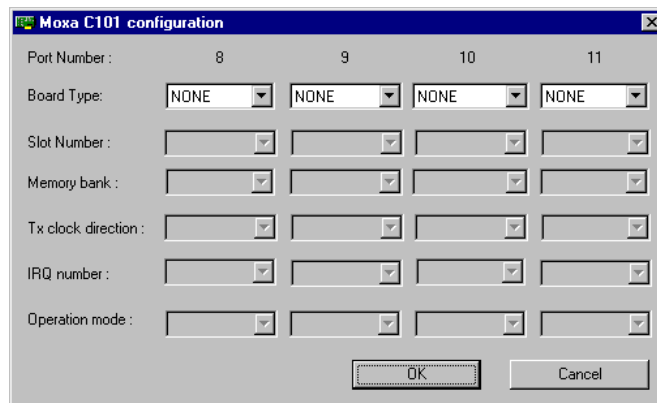 Moxa C101 configuration
Port Number : 8 9 10 11
Board Type: NONE NONE NONE NONE
Slot Number :
Memory bank :
Tx clock direction :
IRQ number :
Operation mode :
OK Cancel